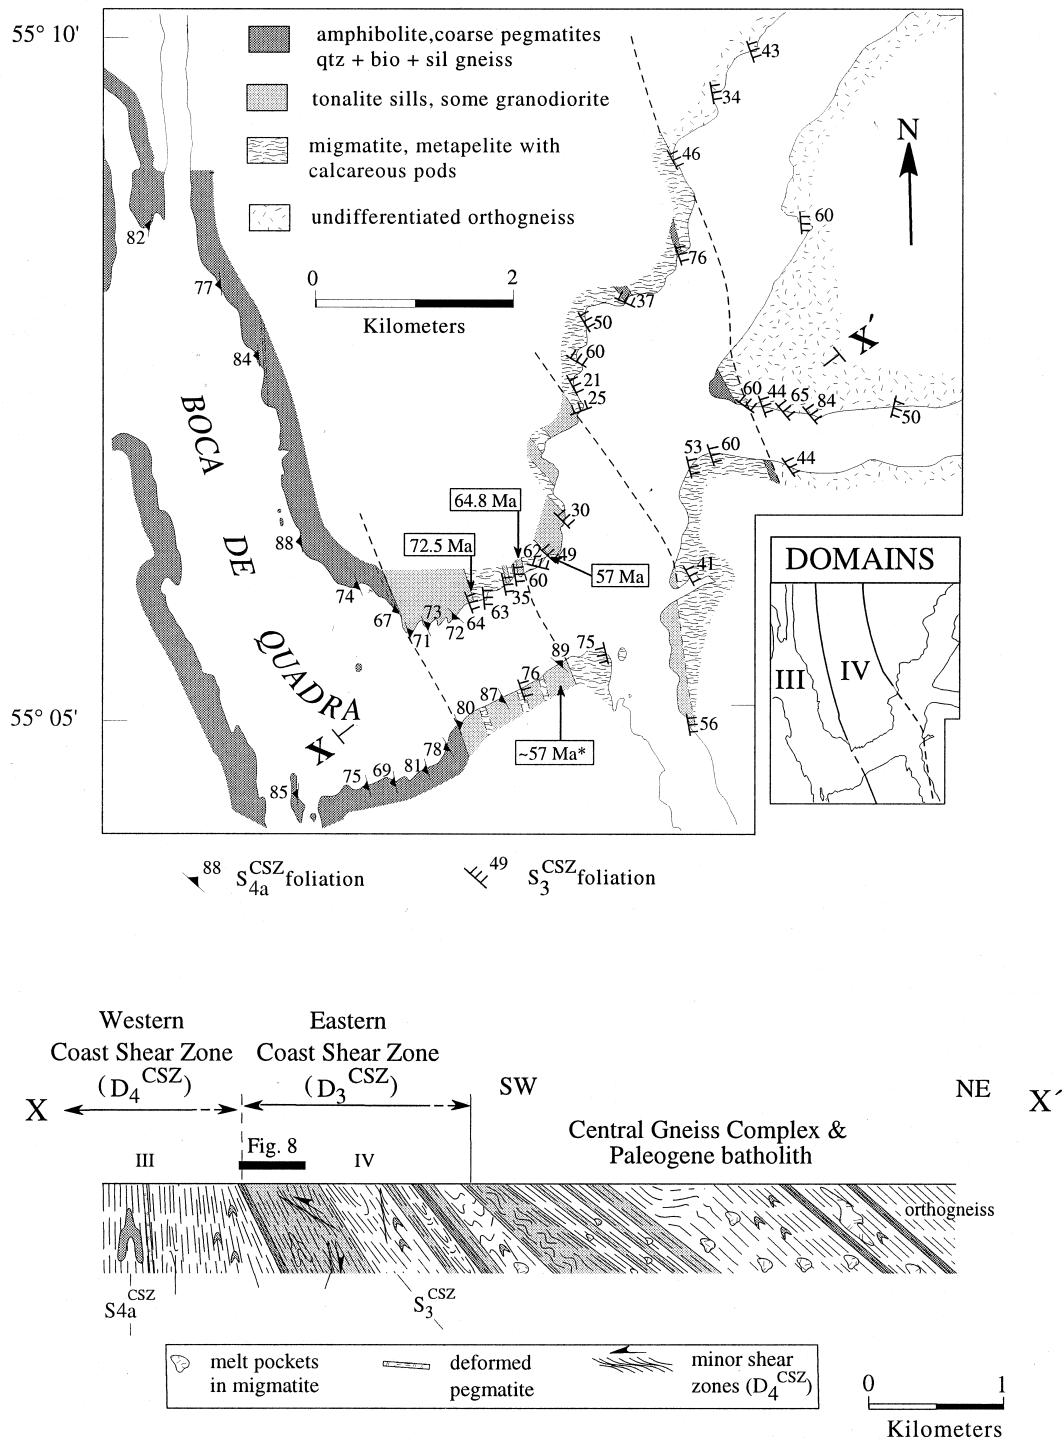 55° 10'
amphibolite,coarse pegmatites
qtz + bio + sil gneiss
tonalite sills, some granodiorite
migmatite, metapelite with
calcareous pods
undifferentiated orthogneiss
0 2
Kilometers
N
43
34
46
60
76
37
50
60
21
25
82
77
84
X'
60 44 65 84
50
53 60
44
BOCA
DE
QUADRA
64.8 Ma
72.5 Ma
57 Ma
~57 Ma*
30
88
62 49
60
35
41
74
67
71
73
72
64
63
89
75
76
87
80
78
81
69
75
85
56
X
55° 05'
DOMAINS
III
IV
88 S4a CSZ foliation
49 S3 CSZ foliation
Western
Coast Shear Zone
(D4 CSZ)
Eastern
Coast Shear Zone
(D3 CSZ)
SW
NE
X
X´
Fig. 8
III
IV
Central Gneiss Complex &
Paleogene batholith
orthogneiss
S4a CSZ
S3 CSZ
melt pockets
in migmatite
deformed
pegmatite
minor shear
zones (D4 CSZ)
0 1
Kilometers